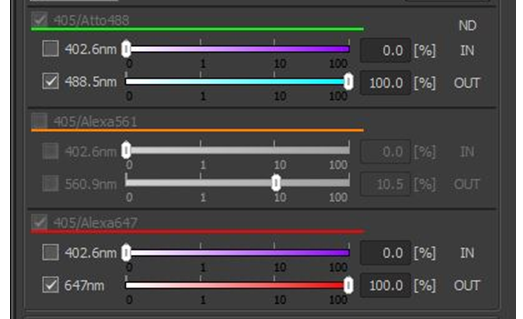 405/Atto488
ND
402.6nm 0.0 [%] IN
0 1 10 100
488.5nm 100.0 [%] OUT
0 1 10 100
405/Alexa561
402.6nm 0.0 [%] IN
0 1 10 100
560.9nm 10.5 [%] OUT
0 1 10 100
405/Alexa647
402.6nm 0.0 [%] IN
0 1 10 100
647nm 100.0 [%] OUT
0 1 10 100